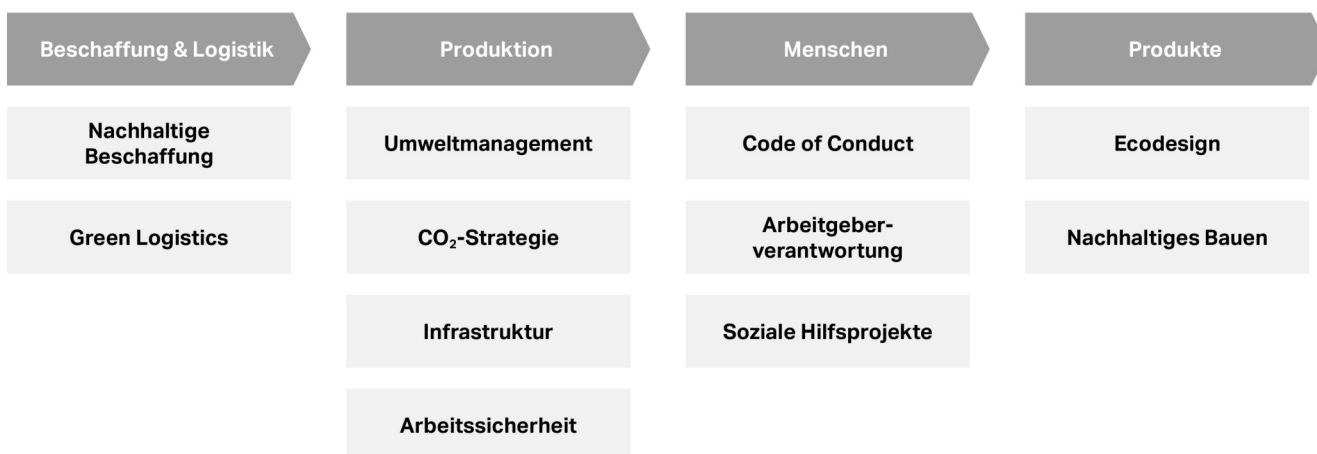 Beschaffung & Logistik
Nachhaltige
Beschaffung
Green Logistics
Produktion
Umweltmanagement
CO₂-Strategie
Infrastruktur
Arbeitssicherheit
Menschen
Code of Conduct
Arbeitgeber-
verantwortung
Soziale Hilfsprojekte
Produkte
Ecodesign
Nachhaltiges Bauen